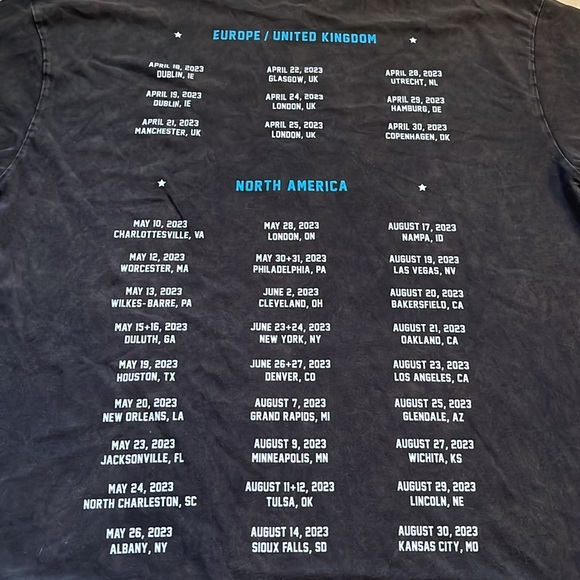 EUROPE / UNITED KINGDOM
APRIL 18, 2023
DUBLIN, IE
APRIL 19, 2023
DUBLIN, IE
APRIL 21, 2023
MANCHESTER, UK
APRIL 22, 2023
GLASGOW, UK
APRIL 24, 2023
LONDON, UK
APRIL 25, 2023
LONDON, UK
APRIL 28, 2023
UTRECHT, NL
APRIL 29, 2023
HAMBURG, DE
APRIL 30, 2023
COPENHAGEN, DK
NORTH AMERICA
MAY 10, 2023
CHARLOTTESVILLE, VA
MAY 12, 2023
WORCESTER, MA
MAY 13, 2023
WILKES-BARRE, PA
MAY 15+16, 2023
DULUTH, GA
MAY 19, 2023
HOUSTON, TX
MAY 20, 2023
NEW ORLEANS, LA
MAY 23, 2023
JACKSONVILLE, FL
MAY 24, 2023
NORTH CHARLESTON, SC
MAY 26, 2023
ALBANY, NY
MAY 28, 2023
LONDON, ON
MAY 30+31, 2023
PHILADELPHIA, PA
JUNE 2, 2023
CLEVELAND, OH
JUNE 23+24, 2023
NEW YORK, NY
JUNE 26+27, 2023
DENVER, CO
AUGUST 7, 2023
GRAND RAPIDS, MI
AUGUST 9, 2023
MINNEAPOLIS, MN
AUGUST 11+12, 2023
TULSA, OK
AUGUST 14, 2023
SIOUX FALLS, SD
AUGUST 17, 2023
NAMPA, ID
AUGUST 19, 2023
LAS VEGAS, NV
AUGUST 20, 2023
BAKERSFIELD, CA
AUGUST 21, 2023
OAKLAND, CA
AUGUST 23, 2023
LOS ANGELES, CA
AUGUST 25, 2023
GLENDALE, AZ
AUGUST 27, 2023
WICHITA, KS
AUGUST 29, 2023
LINCOLN, NE
AUGUST 30, 2023
KANSAS CITY, MO